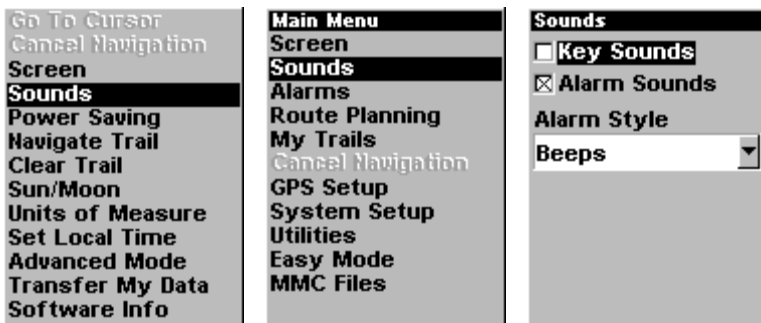 Go To Cursor
Cancel Navigation
Screen
Sounds
Power Saving
Navigate Trail
Clear Trail
Sun/Moon
Units of Measure
Set Local Time
Advanced Mode
Transfer My Data
Software Info
Main Menu
Screen
Sounds
Alarms
Route Planning
My Trails
Cancel Navigation
GPS Setup
System Setup
Utilities
Easy Mode
MMC Files
Sounds
Key Sounds
Alarm Sounds
Alarm Style
Beeps